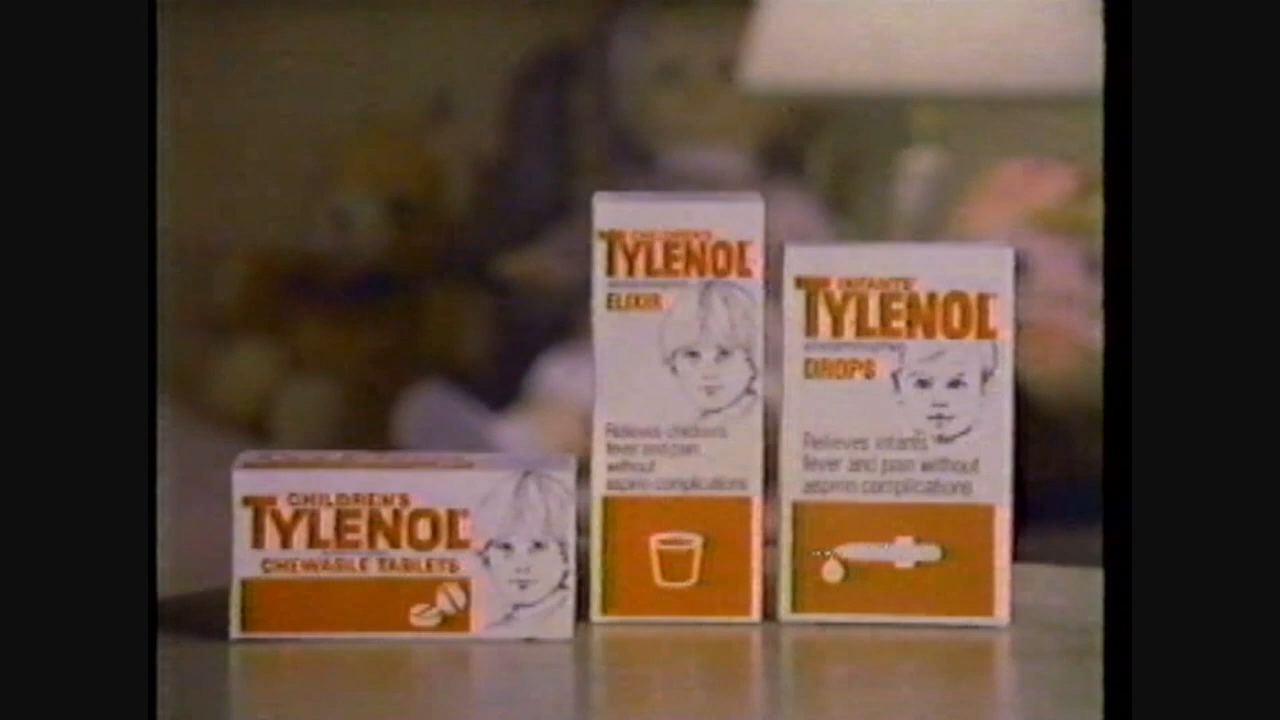 CHILDREN'S
TYLENOL
CHEWABLE TABLETS
CHILDREN'S
TYLENOL
ELIXIR
Relieves children's
fever and pain
without
aspirin complications
INFANTS'
TYLENOL
DROPS
Relieves infants'
fever and pain without
aspirin complications